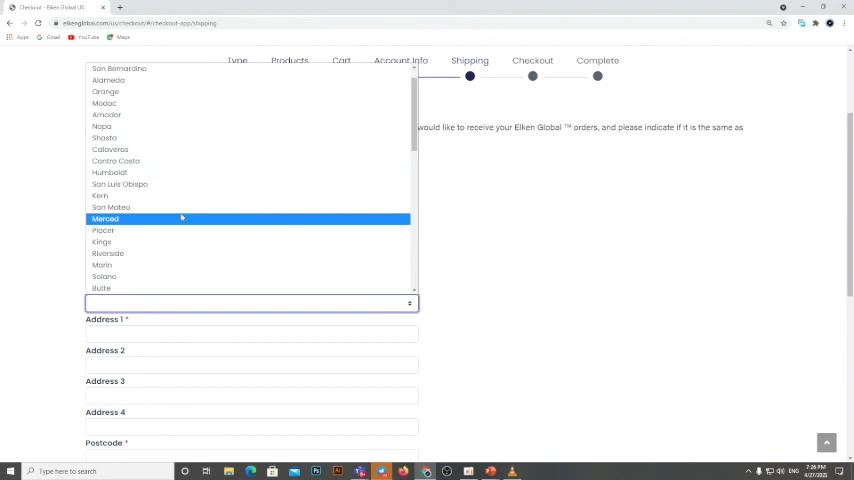 Checkout - Elken Global US
elkenglobal.com/us/checkout/#/checkout-app/shipping
Apps
Gmail
YouTube
Maps
Type
Products
Cart
Account Info
Shipping
Checkout
Complete
San Bernardino
Alameda
Orange
Modoc
Amador
would like to receive your Elken Global ™ orders, and please indicate if it is the same as
Napa
Shasta
Calaveras
Contra Costa
Humboldt
San Luis Obispo
Kern
San Mateo
Merced
Placer
Kings
Riverside
Marin
Solano
Butte
Address 1 *
Address 2
Address 3
Address 4
Postcode *
Type here to search
ENG
7:26 PM
4/27/2021